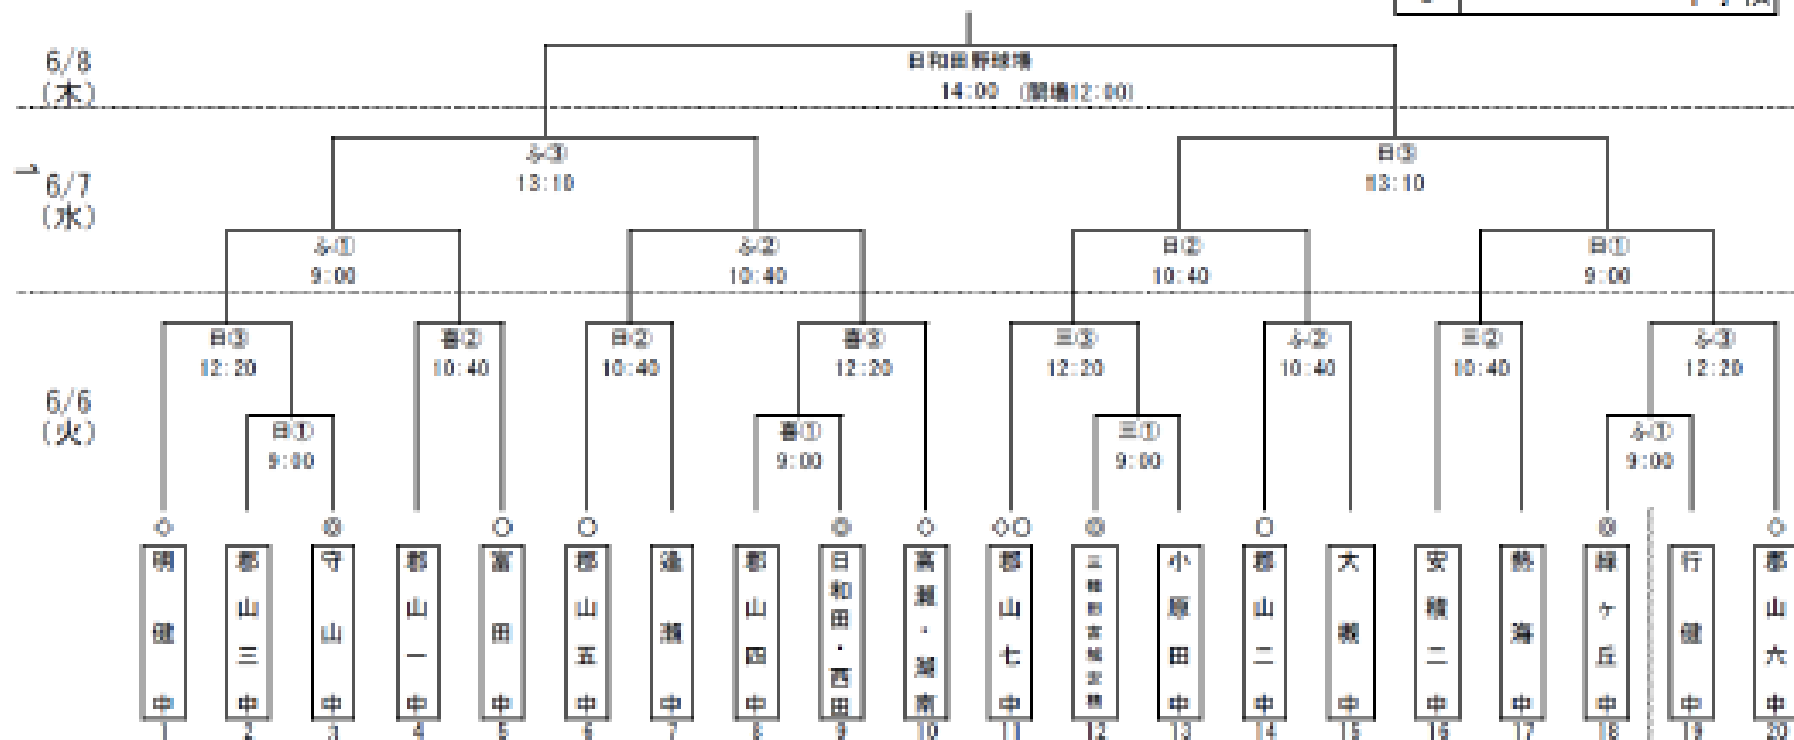 6/8
(木)
日和田野球場
14:00 (開場12:00)
6/7
(水)
ふ③
13:10
日③
13:10
ふ①
9:00
ふ②
10:40
日②
10:40
日①
9:00
6/6
(火)
日③
12:20
喜②
10:40
日②
10:40
喜③
12:20
三③
12:20
ふ②
10:40
三②
10:40
ふ③
12:20
日①
9:00
喜①
9:00
三①
9:00
ふ①
9:00
◇
◎
○
○
◎
◇
◇○
◎
○
◎
◇
明健中
郡山三中
守山中
郡山一中
富田中
郡山五中
逢瀬中
郡山四中
日和田・西田
高瀬・湖南
郡山七中
小原田中
郡山二中
大槻中
安積二中
熱海中
緑ヶ丘中
行健中
郡山六中
1
2
3
4
5
6
7
8
9
10
11
12
13
14
15
16
17
18
19
20